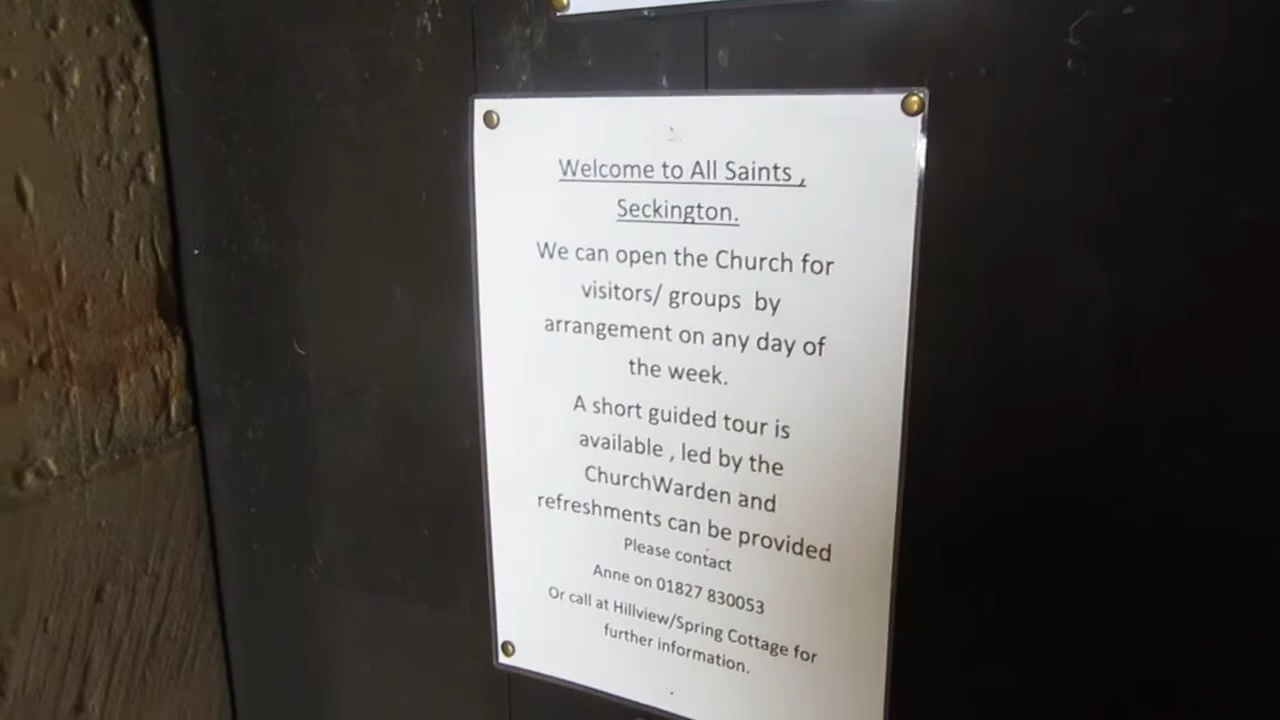 Welcome to All Saints ,
Seckington.
We can open the Church for
visitors/ groups  by
arrangement on any day of
the week.
A short guided tour is
available , led by the
ChurchWarden and
refreshments can be provided
Please contact
Anne on 01827 830053
Or call at Hillview/Spring Cottage for
further information.